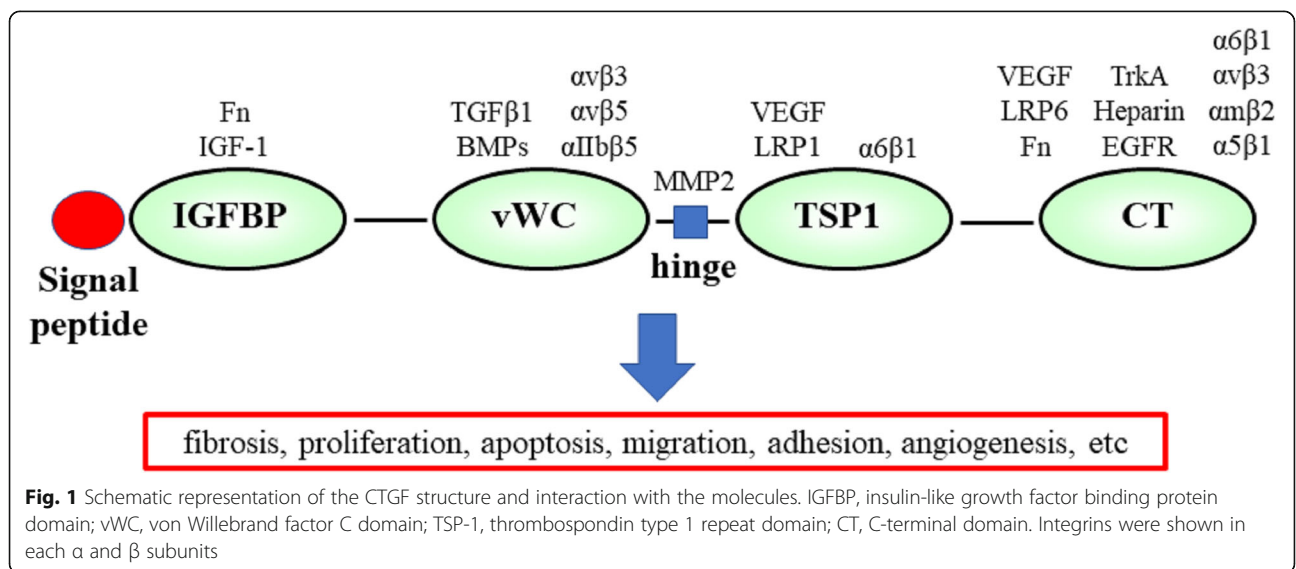 Fn
IGF-1
TGFβ1
BMPs
αvβ3
αvβ5
αIIbβ5
MMP2
VEGF
LRP1
α6β1
VEGF
LRP6
Fn
TrkA
Heparin
EGFR
α6β1
αvβ3
αmβ2
α5β1
IGFBP
vWC
TSP1
CT
Signal
peptide
hinge
fibrosis, proliferation, apoptosis, migration, adhesion, angiogenesis, etc
Fig. 1 Schematic representation of the CTGF structure and interaction with the molecules. IGFBP, insulin-like growth factor binding protein
domain; vWC, von Willebrand factor C domain; TSP-1, thrombospondin type 1 repeat domain; CT, C-terminal domain. Integrins were shown in
each α and β subunits